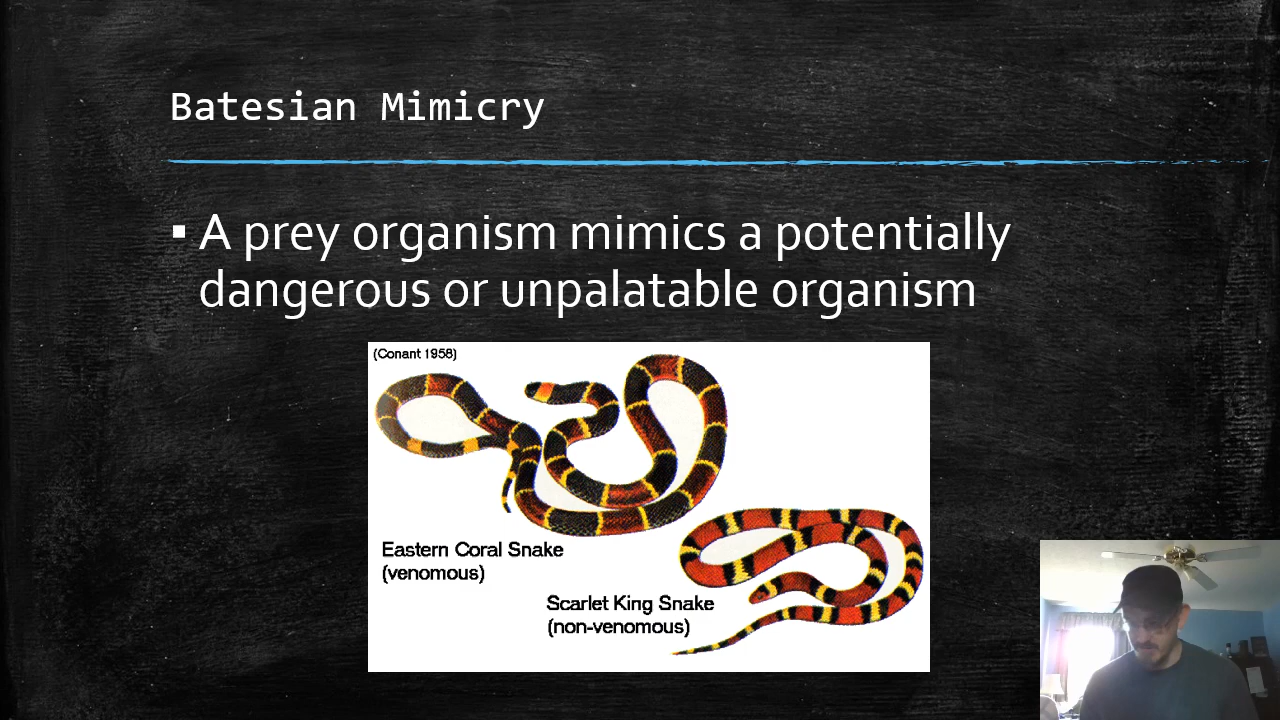 Batesian Mimicry
▪ A prey organism mimics a potentially
dangerous or unpalatable organism
(Conant 1958)
Eastern Coral Snake
(venomous)
Scarlet King Snake
(non-venomous)